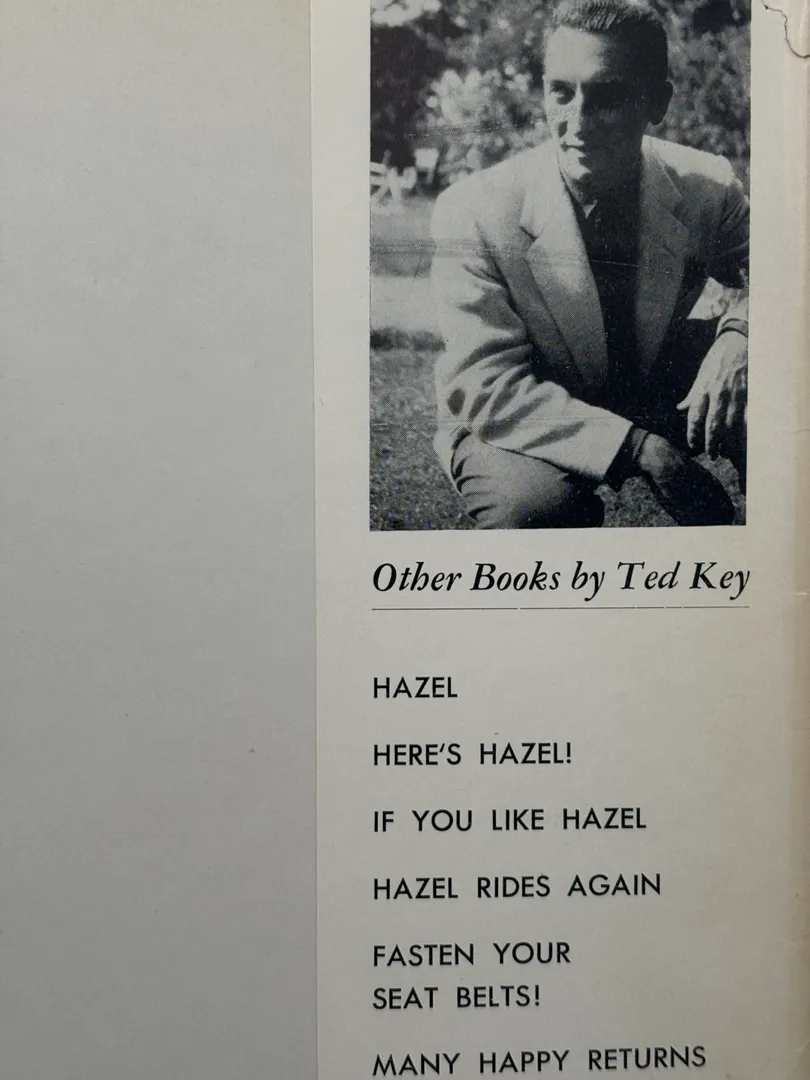 Other Books by Ted Key
HAZEL
HERE'S HAZEL!
IF YOU LIKE HAZEL
HAZEL RIDES AGAIN
FASTEN YOUR
SEAT BELTS!
MANY HAPPY RETURNS